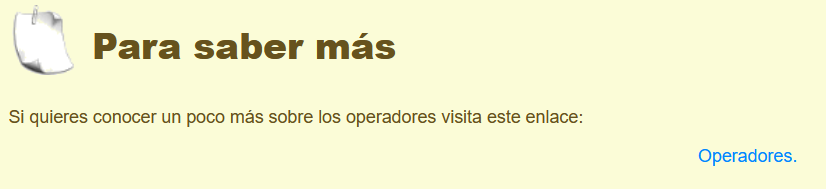 Para saber más
Si quieres conocer un poco más sobre los operadores visita este enlace:
Operadores.